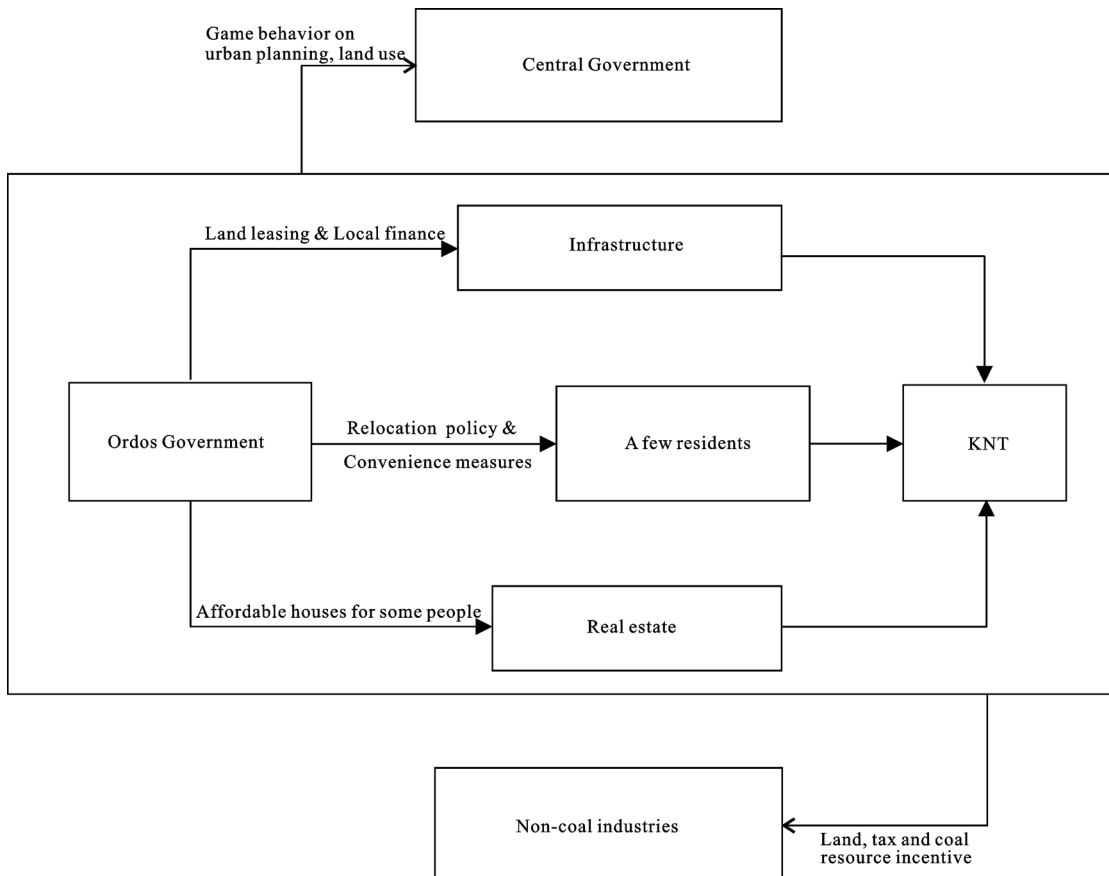 Game behavior on
urban planning, land use
Central Government
Land leasing & Local finance
Infrastructure
Ordos Government
Relocation policy &
Convenience measures
A few residents
KNT
Affordable houses for some people
Real estate
Non-coal industries
Land, tax and coal
resource incentive